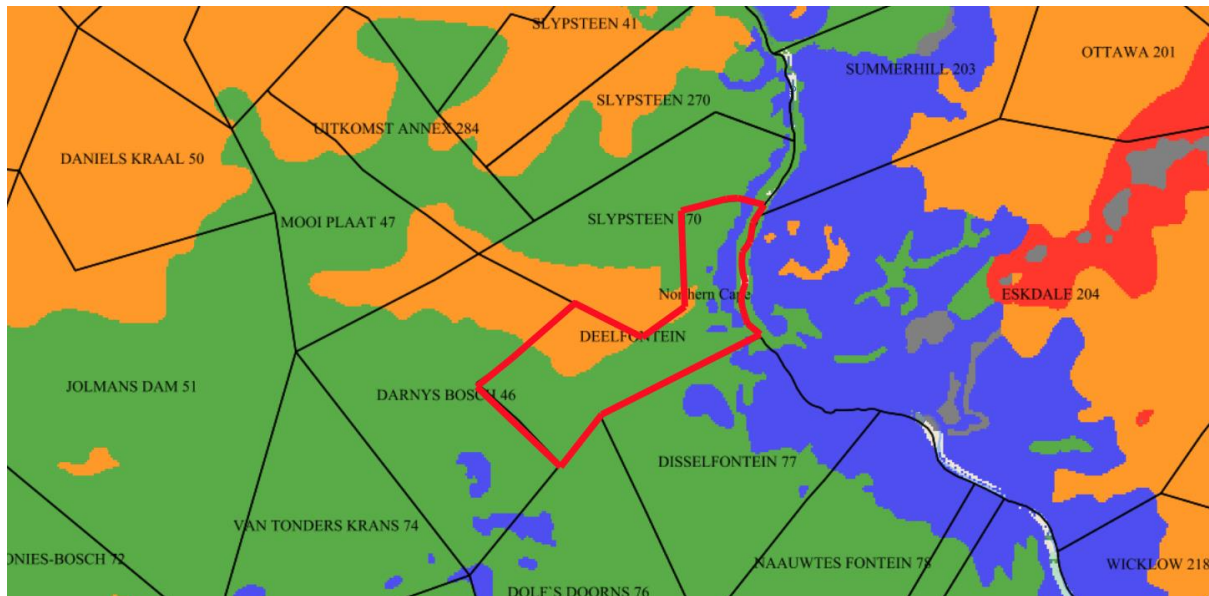 SLYPSTEEN 41
OTTAWA 201
SUMMERHILL 203
SLYPSTEEN 270
UITKOMST ANNEX 284
DANIELS KRAAL 50
MOOI PLAAT 47
SLYPSTEEN 270
Northern Cape
ESKDALE 204
DEELFONTEIN
JOLMANS DAM 51
DARNYS BOSCH 46
DISSELFONTEIN 77
VAN TONDERS KRANS 74
ONIES-BOSCH 72
NAAUWTES FONTEIN 78
WICKLOW 218
DOLF'S DOORNS 76